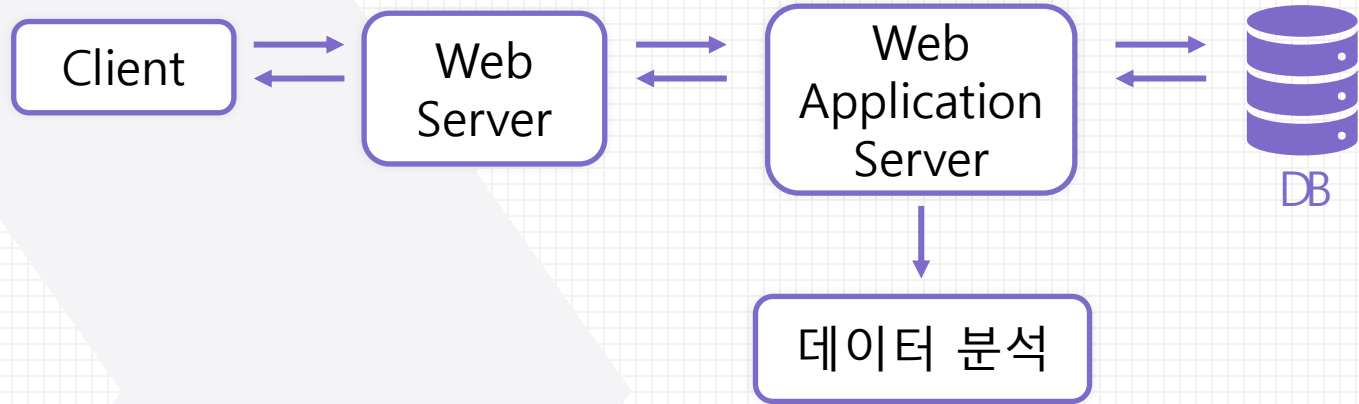 Client
Web
Server
Web
Application
Server
DB
데이터 분석